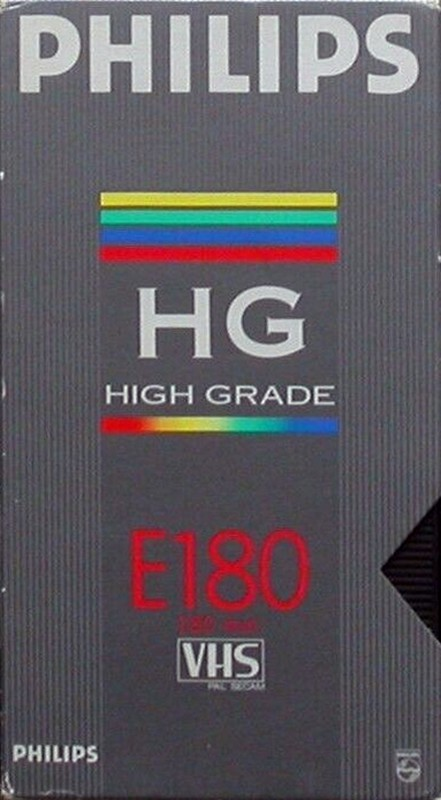 PHILIPS
HG
HIGH GRADE
E180
180 min
VHS
PAL SECAM
PHILIPS